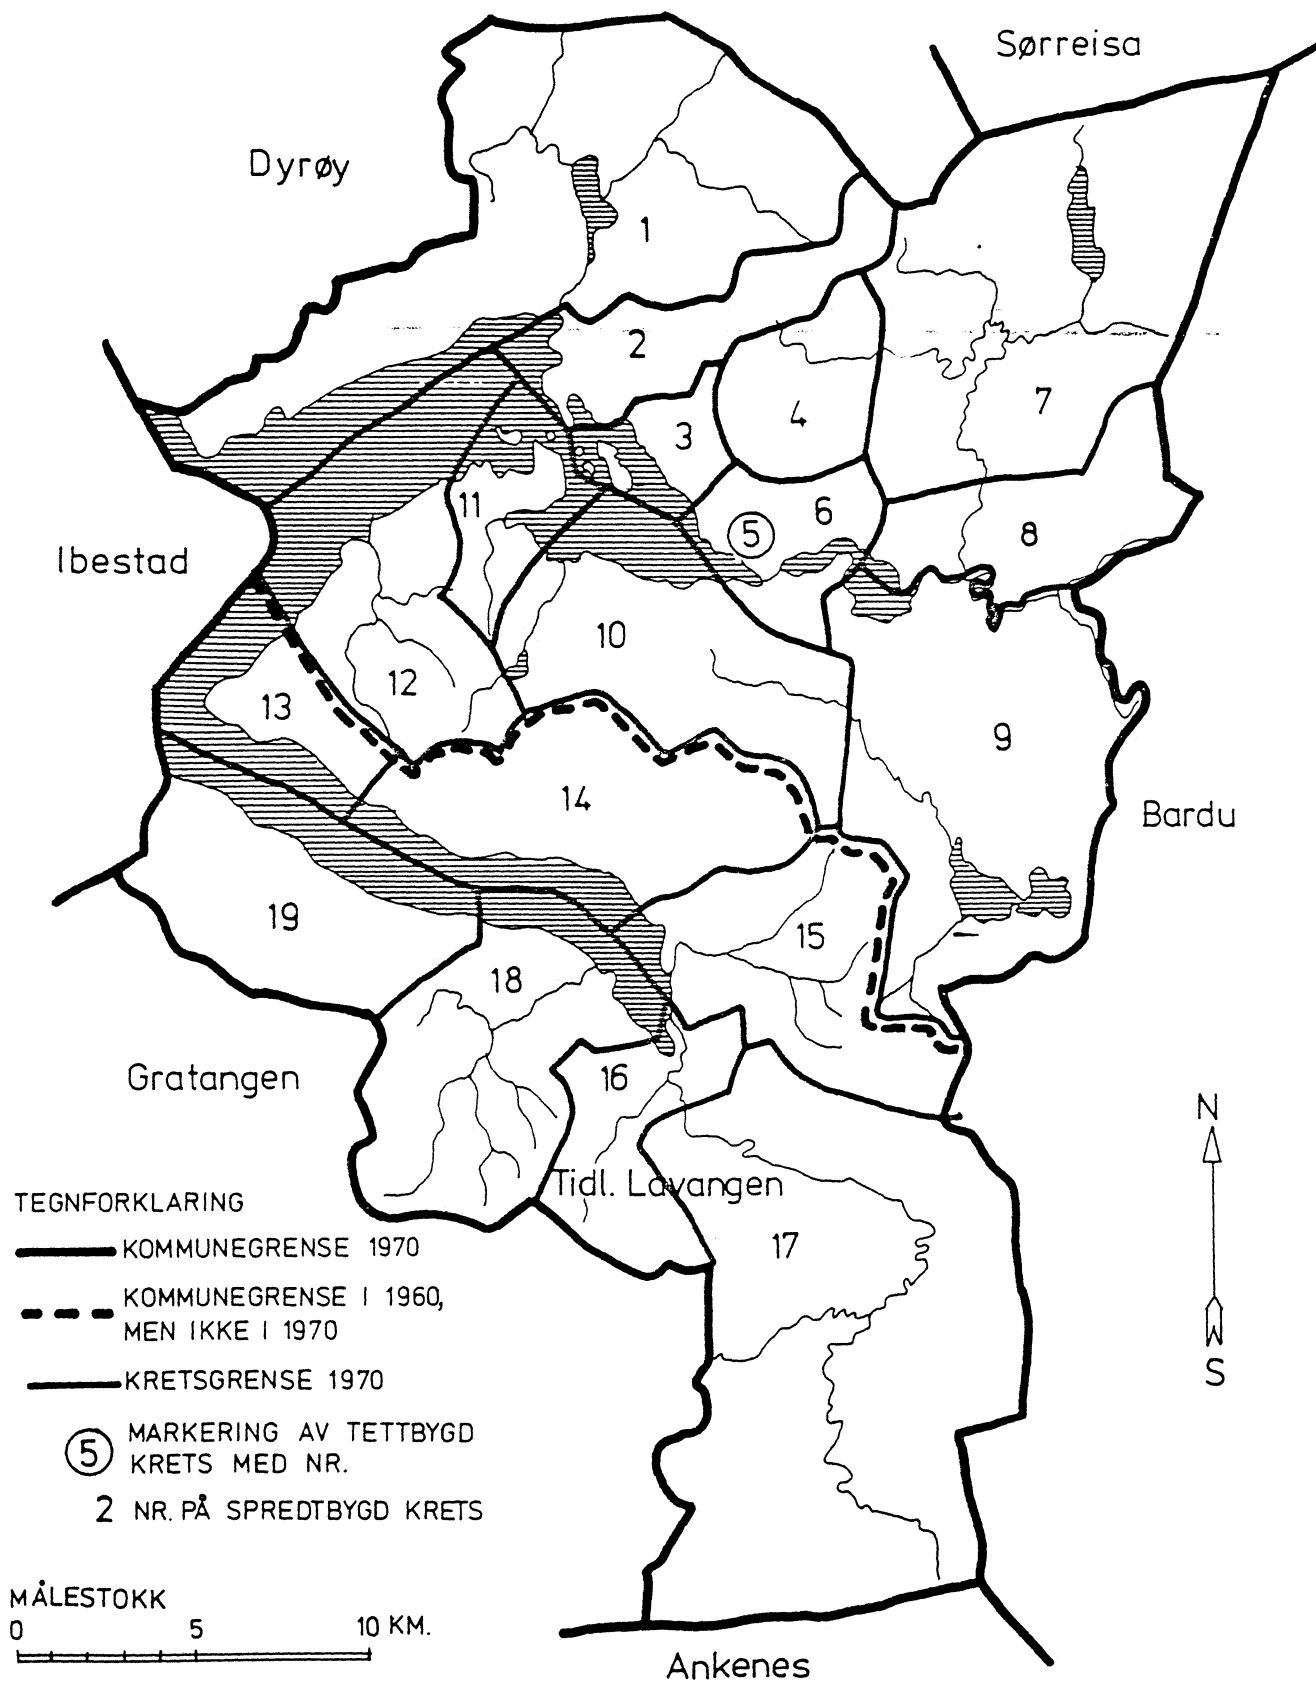 Sørreisa
Dyrøy
1
2
7
4
3
11
6
5
8
Ibestad
10
12
13
9
14
Bardu
19
15
18
Gratangen
16
N
Tidl. Lavangen
17
S
TEGNFORKLARING
KOMMUNEGRENSE 1970
KOMMUNEGRENSE I 1960,
MEN IKKE I 1970
KRETSGRENSE 1970
5 MARKERING AV TETTBYGD
KRETS MED NR.
2 NR. PÅ SPREDTBYGD KRETS
MÅLESTOKK
0 5 10 KM.
Ankenes